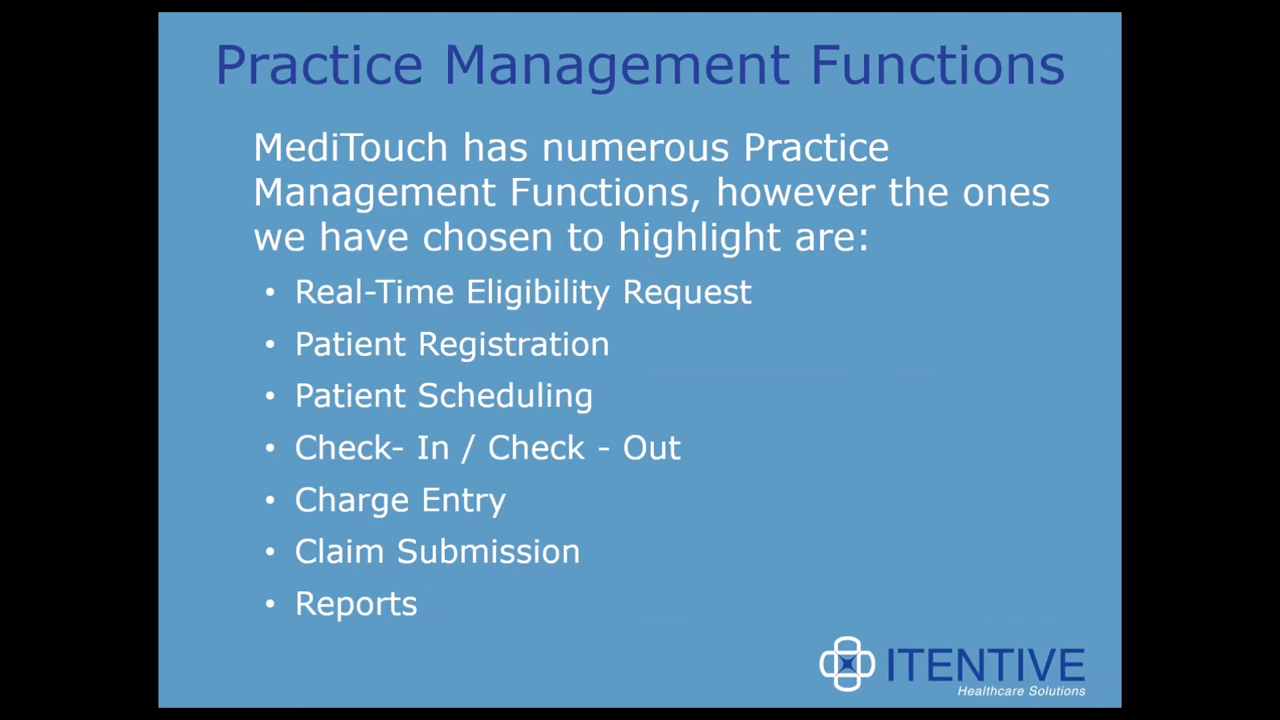 Practice Management Functions
MediTouch has numerous Practice
Management Functions, however the ones
we have chosen to highlight are:
• Real-Time Eligibility Request
• Patient Registration
• Patient Scheduling
• Check- In / Check - Out
• Charge Entry
• Claim Submission
• Reports
ITENTIVE
Healthcare Solutions